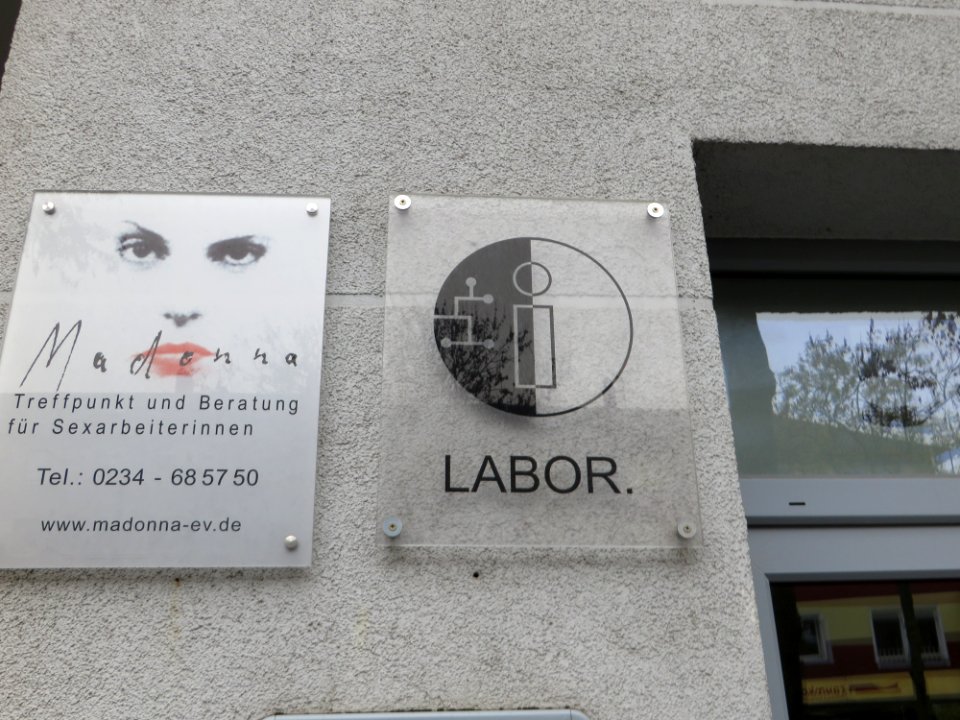 Madonna
Treffpunkt und Beratung
für Sexarbeiterinnen
Tel.: 0234 - 68 57 50
www.madonna-ev.de
i
LABOR.